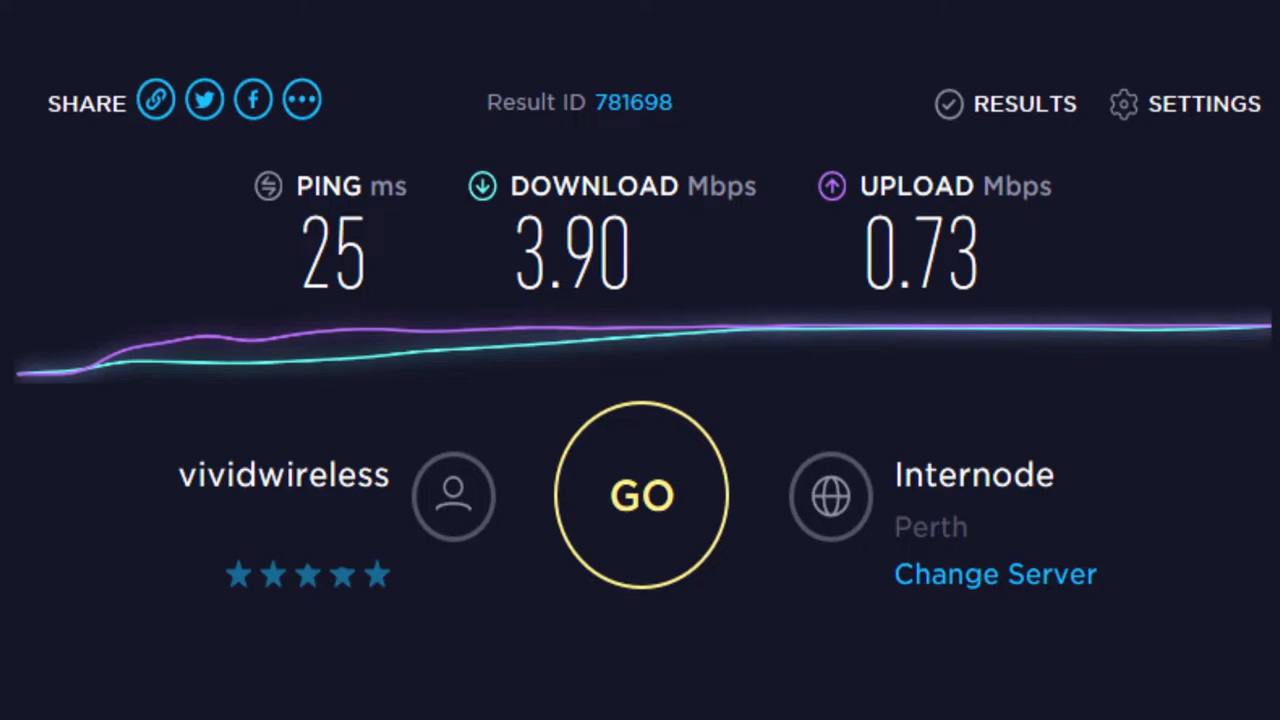 SHARE Result ID 781698 RESULTS SETTINGS
PING ms DOWNLOAD Mbps UPLOAD Mbps
25 3.90 0.73
vividwireless GO Internode
Perth
Change Server